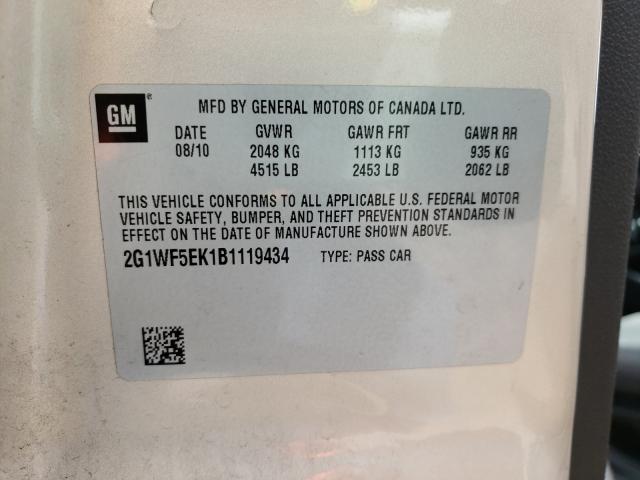 GM®
MFD BY GENERAL MOTORS OF CANADA LTD.
DATE GVWR GAWR FRT GAWR RR
08/10 2048 KG 1113 KG 935 KG
4515 LB 2453 LB 2062 LB
THIS VEHICLE CONFORMS TO ALL APPLICABLE U.S. FEDERAL MOTOR
VEHICLE SAFETY, BUMPER, AND THEFT PREVENTION STANDARDS IN
EFFECT ON THE DATE OF MANUFACTURE SHOWN ABOVE.
2G1WF5EK1B1119434 TYPE: PASS CAR